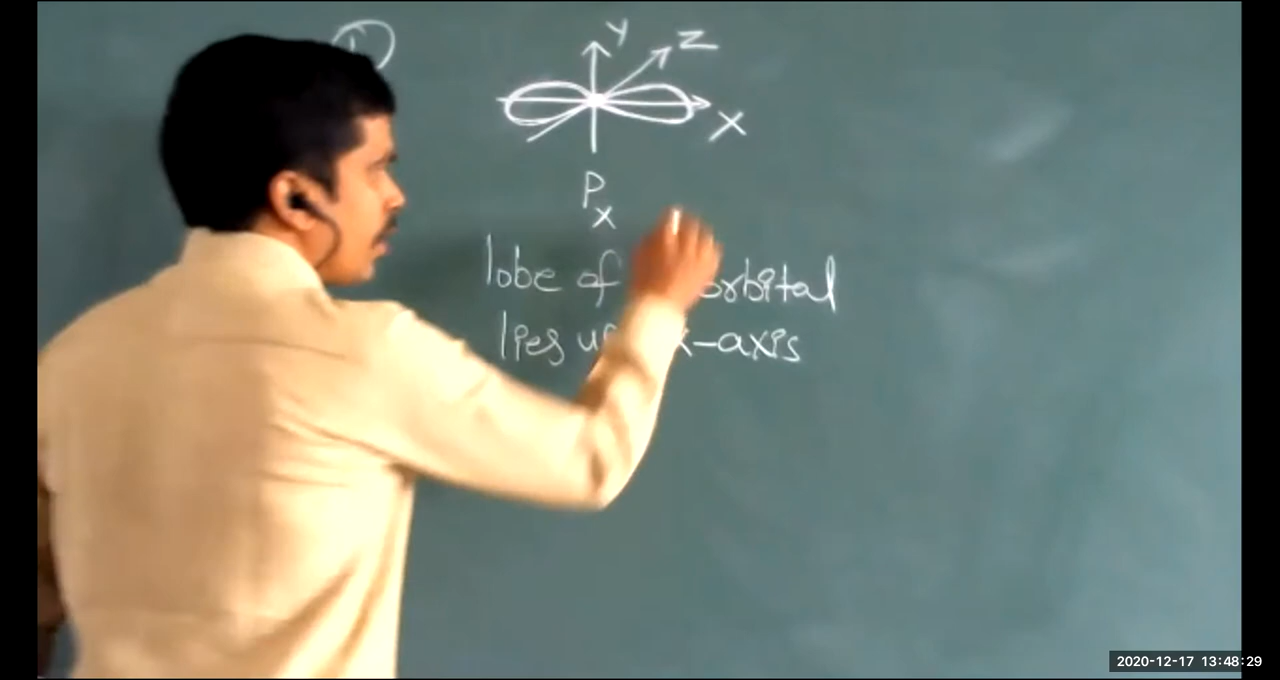 1)
Y
Z
X
Px
lobe of orbital
lies x-axis
2020-12-17 13:48:29